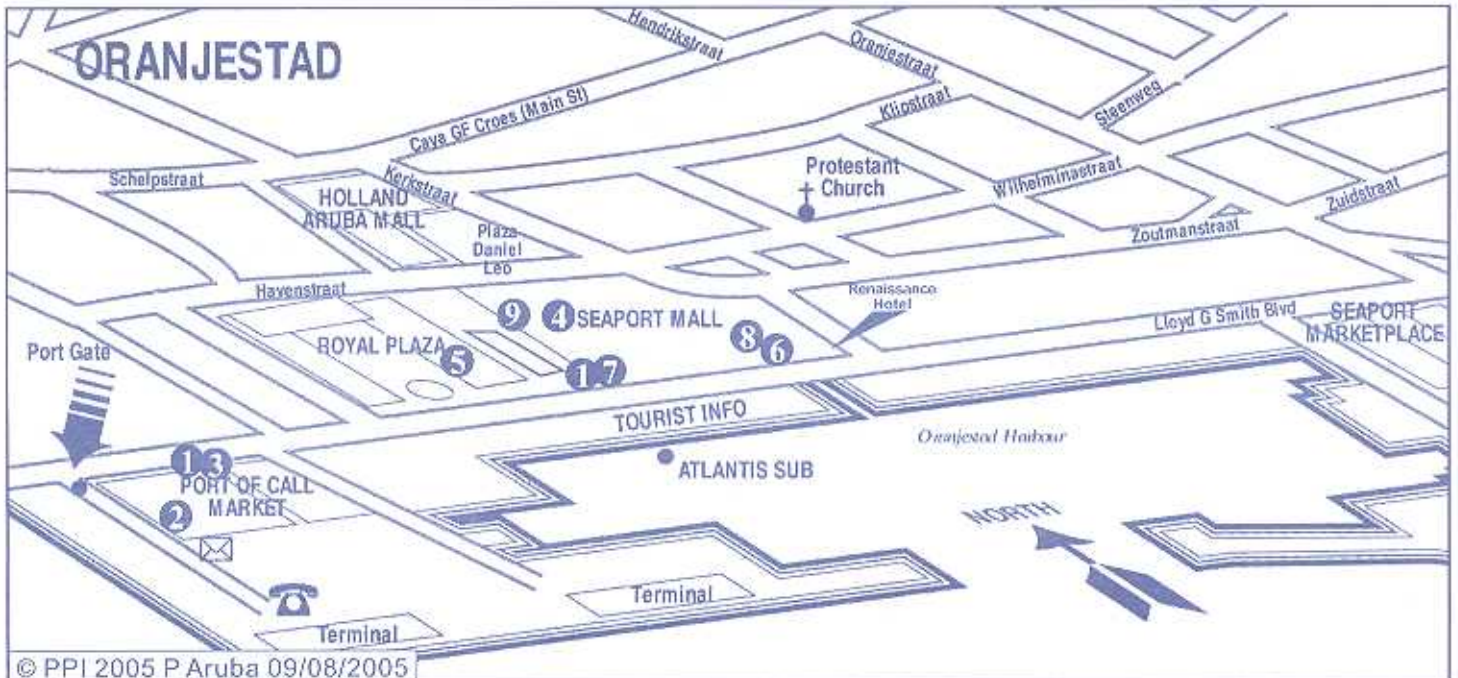 ORANJESTAD
Hendrikstraat
Oranjestraat
Caya GF Croes (Main St)
Klipstraat
Steenweg
Schelpstraat
Kerkstraat
HOLLAND
ARUBA MALL
Protestant
Church
Wilhelminastraat
Zuidstraat
Plaza
Daniel
Leo
Zoutmanstraat
Havenstraat
Renaissance
Hotel
9 4 SEAPORT MALL
8 6
Lloyd G Smith Blvd
SEAPORT
MARKETPLACE
Port Gate
ROYAL PLAZA
5
1 7
TOURIST INFO
Oranjestad Harbour
ATLANTIS SUB
1 3
PORT OF CALL
MARKET
2
NORTH
Terminal
Terminal
© PPI 2005 P Aruba 09/08/2005